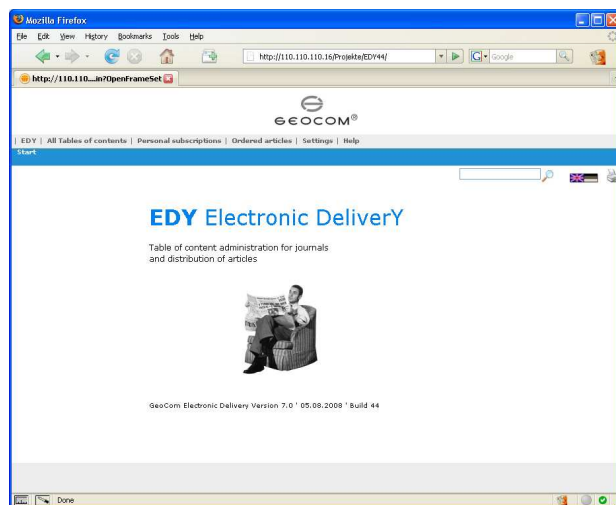 Mozilla Firefox
File Edit View History Bookmarks Tools Help
http://110.110.110.16/Projekte/EDY44/
Google
http://110.110....in?OpenFrameSet
GEOCOM®
| EDY | All Tables of contents | Personal subscriptions | Ordered articles | Settings | Help
Start
EDY Electronic DeliverY
Table of content administration for journals
and distribution of articles
GeoCom Electronic Delivery Version 7.0 ' 05.08.2008 ' Build 44
Done